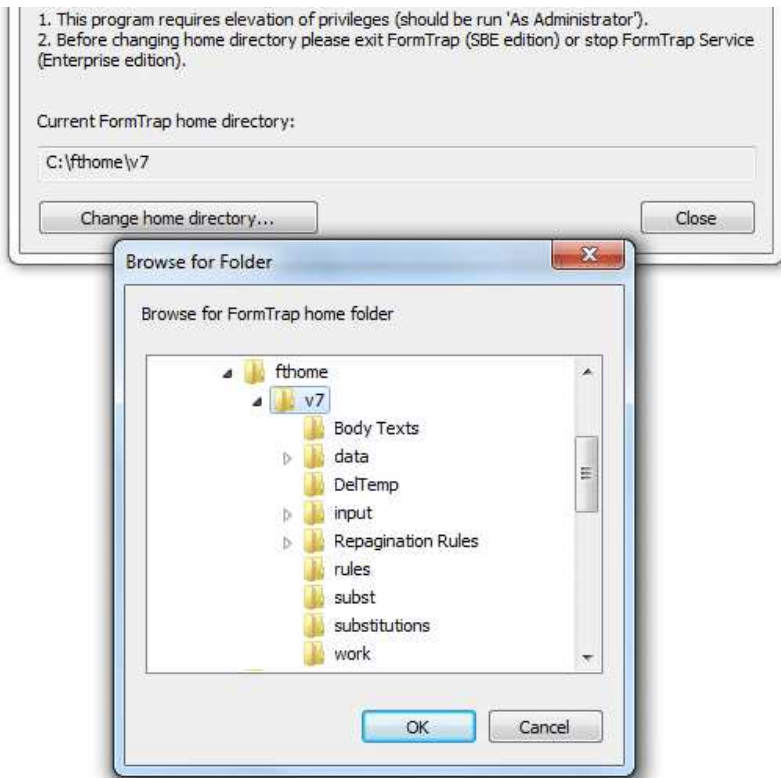 1. This program requires elevation of privileges (should be run 'As Administrator').
2. Before changing home directory please exit FormTrap (SBE edition) or stop FormTrap Service
(Enterprise edition).
Current FormTrap home directory:
C:\fthome\v7
Change home directory...
Close
Browse for Folder
Browse for FormTrap home folder
fthome
v7
Body Texts
data
DelTemp
input
Repagination Rules
rules
subst
substitutions
work
OK
Cancel